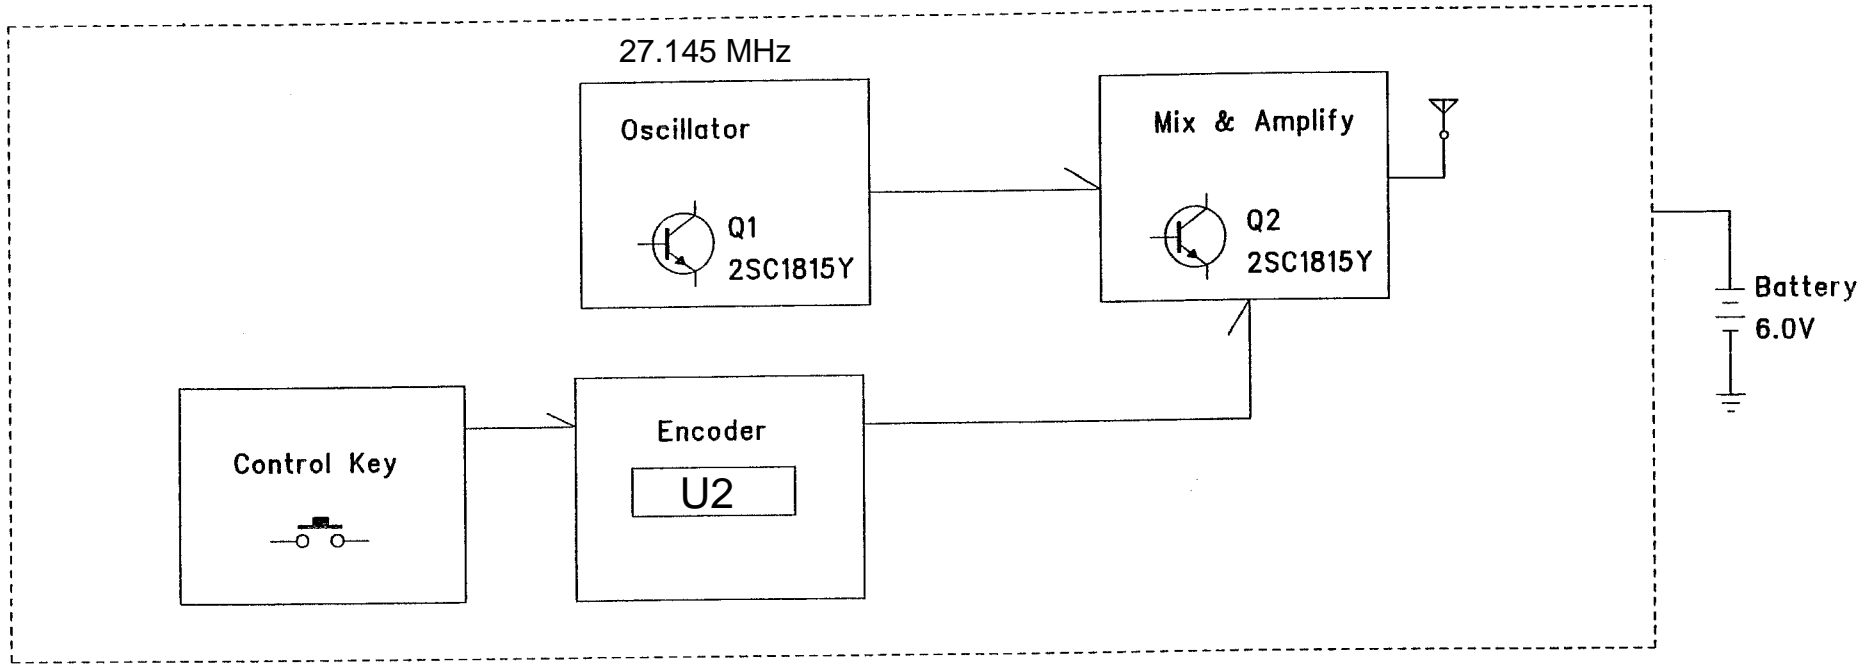 27.145 MHz
Oscillator
Q1
2SC1815Y
Mix & Amplify
Q2
2SC1815Y
Battery
6.0V
Control Key
Encoder
U2